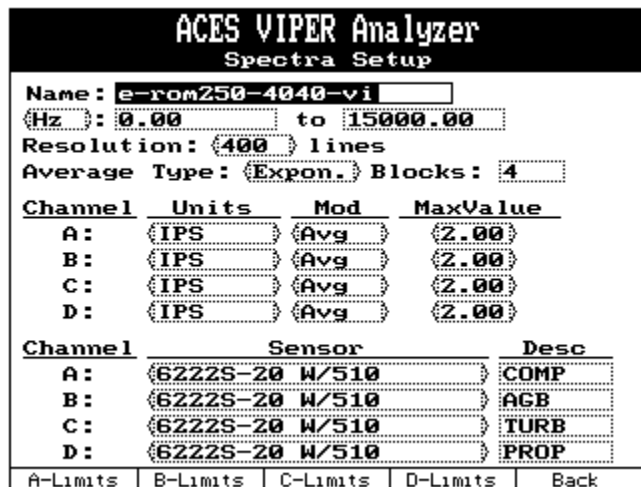 ACES VIPER Analyzer
Spectra Setup
Name: e-rom250-4040-vi
Hz : 0.00 to 15000.00
Resolution: 400 lines
Average Type: Expon. Blocks: 4
Channel Units Mod MaxValue
A: IPS Avg 2.00
B: IPS Avg 2.00
C: IPS Avg 2.00
D: IPS Avg 2.00
Channel Sensor Desc
A: 6222S-20 W/510 COMP
B: 6222S-20 W/510 AGB
C: 6222S-20 W/510 TURB
D: 6222S-20 W/510 PROP
A-Limits B-Limits C-Limits D-Limits Back